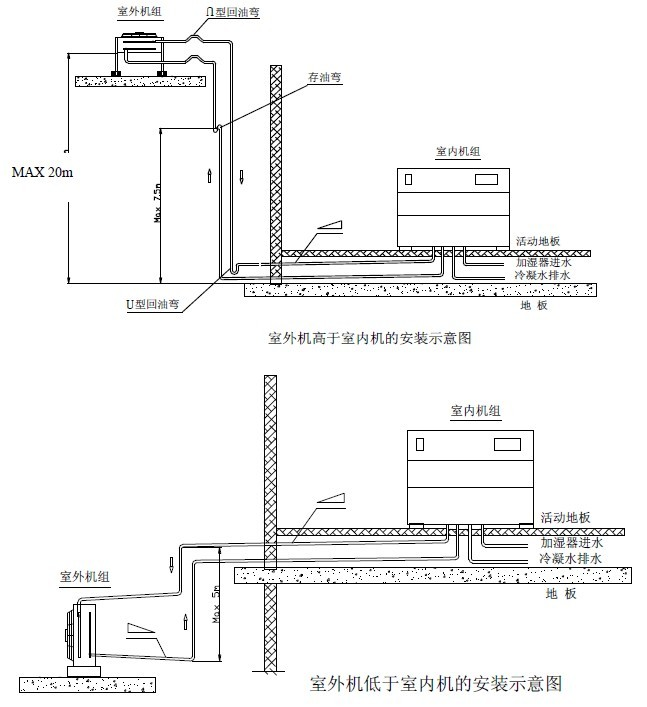 室外机组
Ω型回油弯
存油弯
MAX 20m
Max 7.5m
室内机组
活动地板
加湿器进水
冷凝水排水
U型回油弯
地 板
室外机高于室内机的安装示意图
室内机组
活动地板
加湿器进水
冷凝水排水
室外机组
Max 5m
地 板
室外机低于室内机的安装示意图